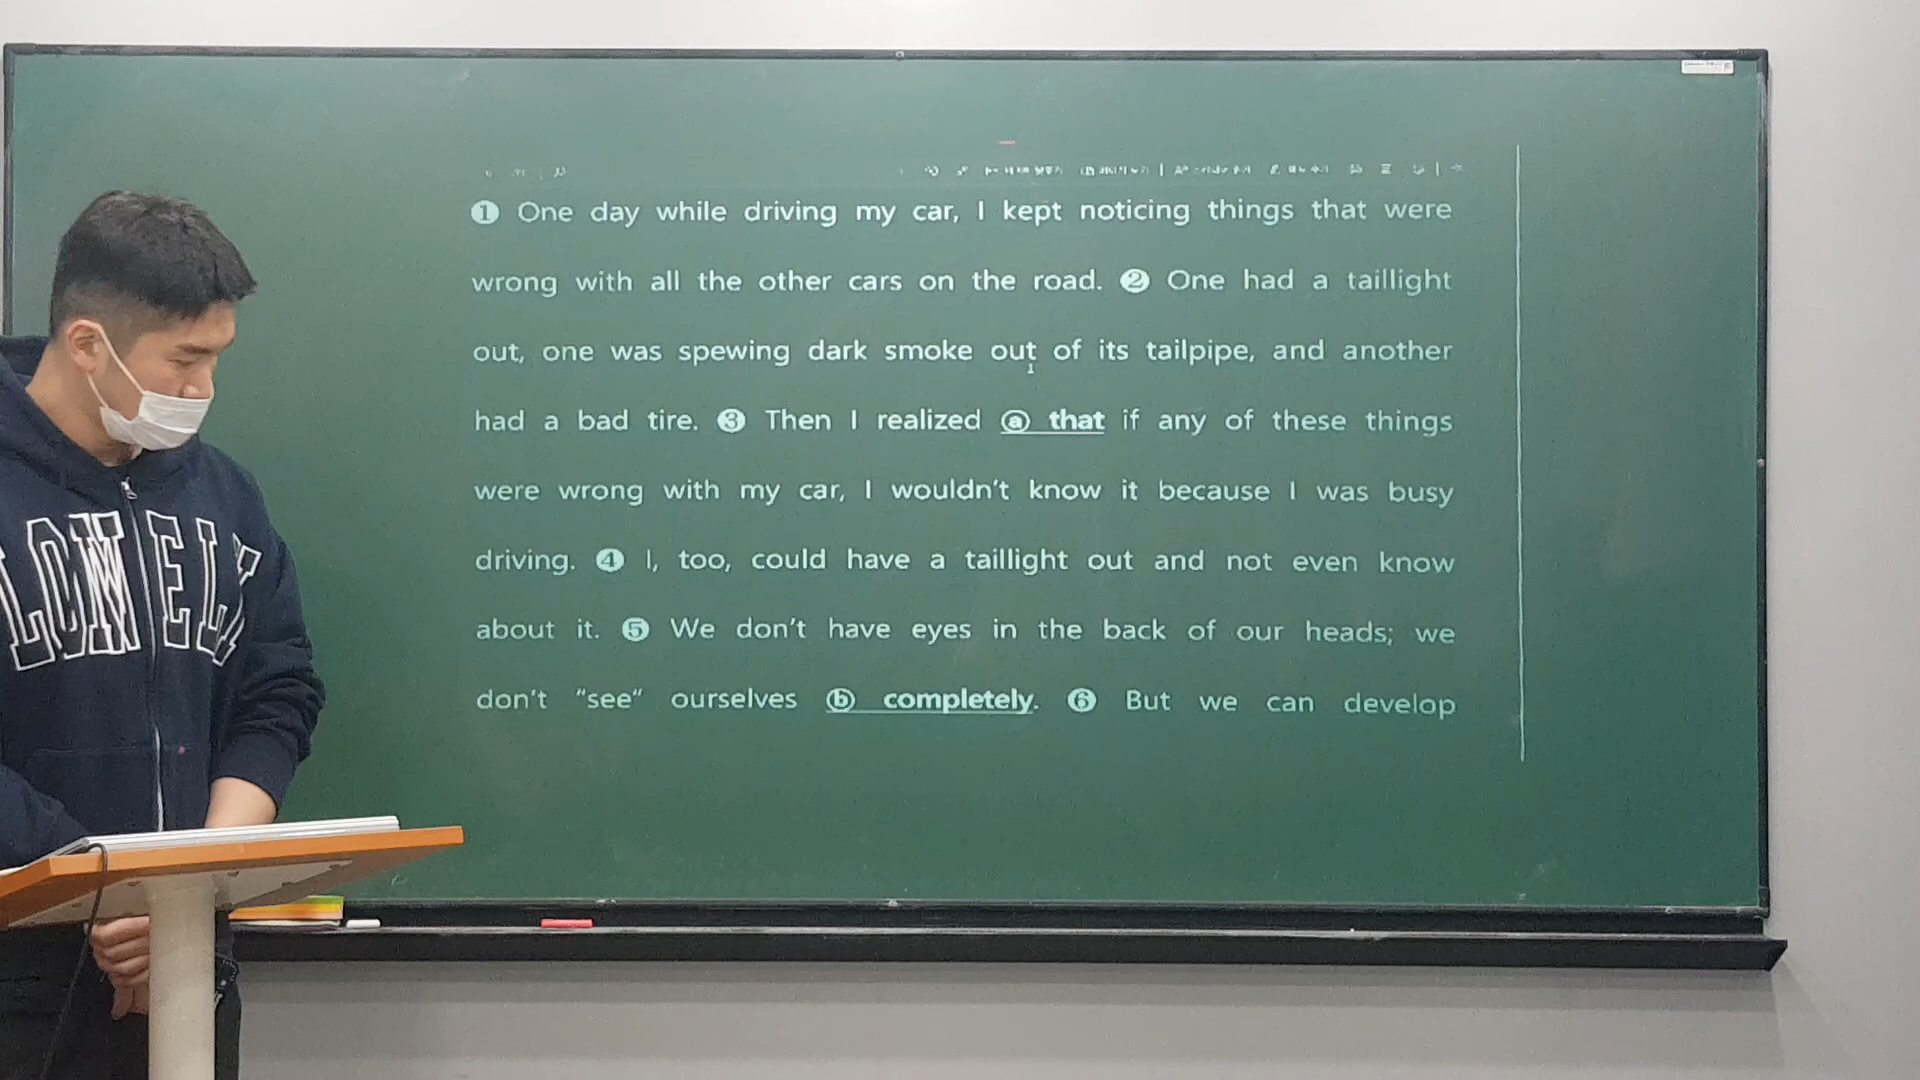 ❶ One day while driving my car, I kept noticing things that were
wrong with all the other cars on the road. ❷ One had a taillight
out, one was spewing dark smoke out of its tailpipe, and another
had a bad tire. ❸ Then I realized ⓐ that if any of these things
were wrong with my car, I wouldn't know it because I was busy
driving. ❹ I, too, could have a taillight out and not even know
about it. ❺ We don't have eyes in the back of our heads; we
don't "see" ourselves ⓑ completely. ❻ But we can develop
LONELY